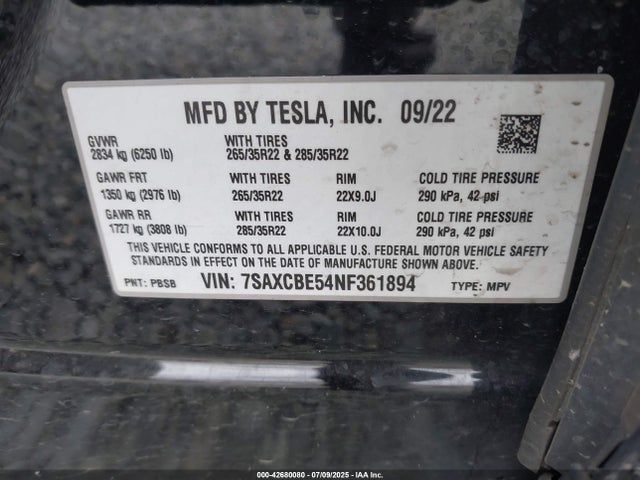 MFD BY TESLA, INC. 09/22
GVWR WITH TIRES
2834 kg (6250 lb) 265/35R22 & 285/35R22
GAWR FRT WITH TIRES RIM COLD TIRE PRESSURE
1350 kg (2976 lb) 265/35R22 22X9.0J 290 kPa, 42 psi
GAWR RR WITH TIRES RIM COLD TIRE PRESSURE
1727 kg (3808 lb) 285/35R22 22X10.0J 290 kPa, 42 psi
THIS VEHICLE CONFORMS TO ALL APPLICABLE U.S. FEDERAL MOTOR VEHICLE SAFETY
STANDARDS IN EFFECT ON THE DATE OF MANUFACTURE SHOWN ABOVE.
PNT: PBSB VIN: 7SAXCBE54NF361894 TYPE: MPV
000-42680080 | 07/09/2025 - IAA Inc.